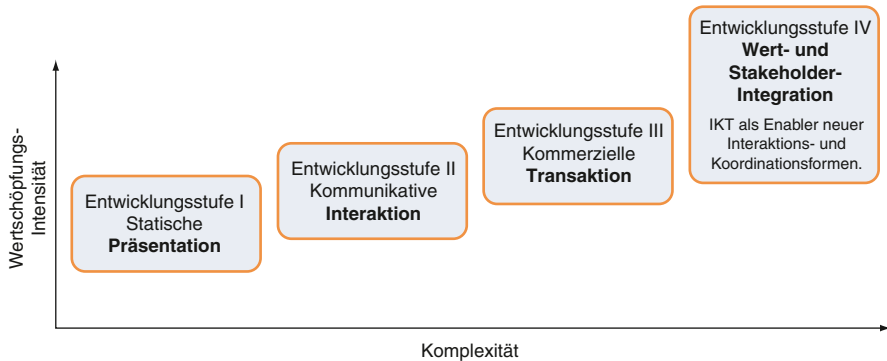 Wertschöpfungs-
Intensität
Entwicklungsstufe I
Statische
Präsentation
Entwicklungsstufe II
Kommunikative
Interaktion
Entwicklungsstufe III
Kommerzielle
Transaktion
Entwicklungsstufe IV
Wert- und
Stakeholder-
Integration
IKT als Enabler neuer
Interaktions- und
Koordinationsformen.
Komplexität